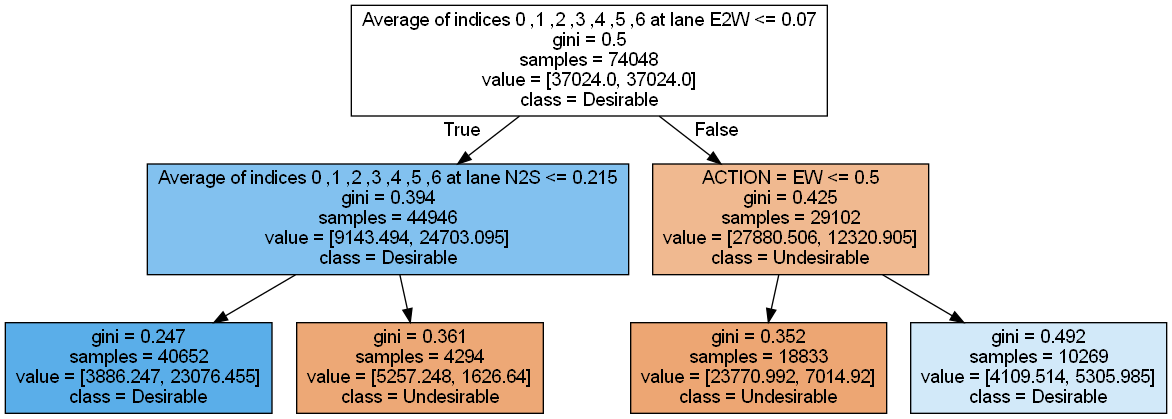 Average of indices 0 ,1 ,2 ,3 ,4 ,5 ,6 at lane E2W <= 0.07
gini = 0.5
samples = 74048
value = [37024.0, 37024.0]
class = Desirable
True
False
Average of indices 0 ,1 ,2 ,3 ,4 ,5 ,6 at lane N2S <= 0.215
gini = 0.394
samples = 44946
value = [9143.494, 24703.095]
class = Desirable
ACTION = EW <= 0.5
gini = 0.425
samples = 29102
value = [27880.506, 12320.905]
class = Undesirable
gini = 0.247
samples = 40652
value = [3886.247, 23076.455]
class = Desirable
gini = 0.361
samples = 4294
value = [5257.248, 1626.64]
class = Undesirable
gini = 0.352
samples = 18833
value = [23770.992, 7014.92]
class = Undesirable
gini = 0.492
samples = 10269
value = [4109.514, 5305.985]
class = Desirable